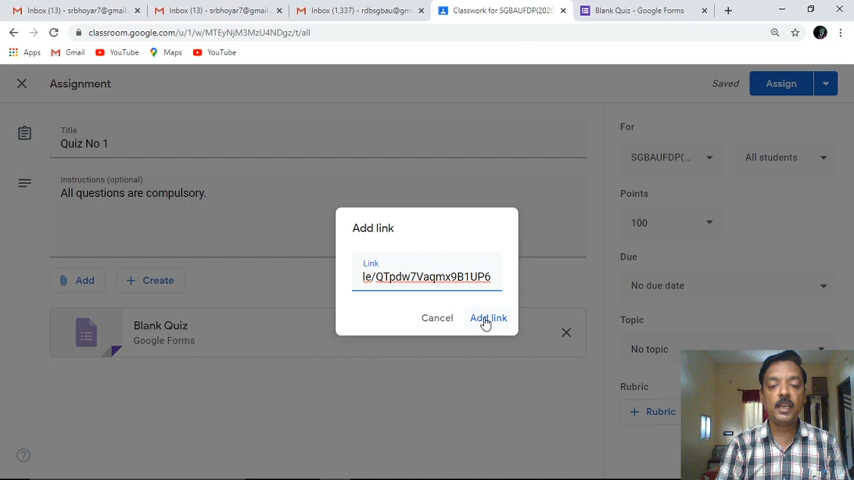 Inbox (13) - srbhoyar7@gmail.
Inbox (13) - srbhoyar7@gmail.
Inbox (1,337) - rdbsgbau@gm
Classwork for SGBAUFDP(2020
Blank Quiz - Google Forms
classroom.google.com/u/1/w/MTEyNjM3MzU4NDgz/t/all
Apps Gmail YouTube Maps YouTube
Assignment Saved Assign
Title
Quiz No 1
Instructions (optional)
All questions are compulsory.
Add Create
Blank Quiz
Google Forms
Add link
Link
le/QTpdw7Vaqmx9B1UP6
Cancel Add link
For
SGBAUFDP(... All students
Points
100
Due
No due date
Topic
No topic
Rubric
Rubric